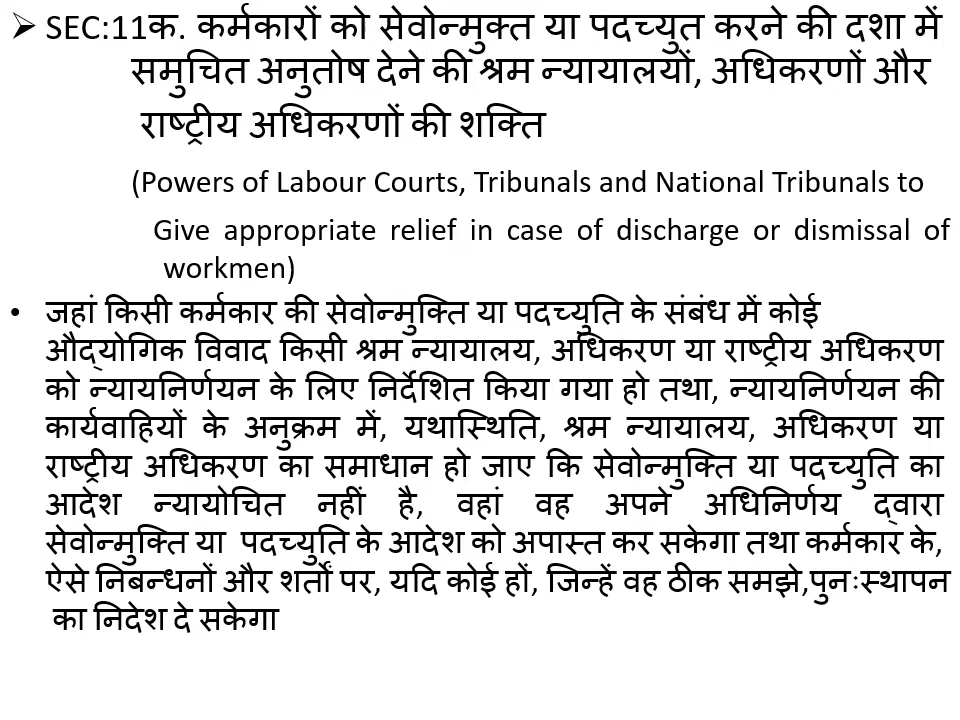 ➢ SEC:11क. कर्मकारों को सेवोन्मुक्त या पदच्युत करने की दशा में
समुचित अनुतोष देने की श्रम न्यायालयों, अधिकरणों और
राष्ट्रीय अधिकरणों की शक्ति
(Powers of Labour Courts, Tribunals and National Tribunals to
Give appropriate relief in case of discharge or dismissal of
workmen)
• जहां किसी कर्मकार की सेवोन्मुक्ति या पदच्युति के संबंध में कोई
औद्योगिक विवाद किसी श्रम न्यायालय, अधिकरण या राष्ट्रीय अधिकरण
को न्यायनिर्णयन के लिए निर्देशित किया गया हो तथा, न्यायनिर्णयन की
कार्यवाहियों के अनुक्रम में, यथास्थिति, श्रम न्यायालय, अधिकरण या
राष्ट्रीय अधिकरण का समाधान हो जाए कि सेवोन्मुक्ति या पदच्युति का
आदेश न्यायोचित नहीं है, वहां वह अपने अधिनिर्णय द्वारा
सेवोन्मुक्ति या पदच्युति के आदेश को अपास्त कर सकेगा तथा कर्मकार के,
ऐसे निबन्धनों और शर्तों पर, यदि कोई हों, जिन्हें वह ठीक समझे,पुनःस्थापन
का निदेश दे सकेगा